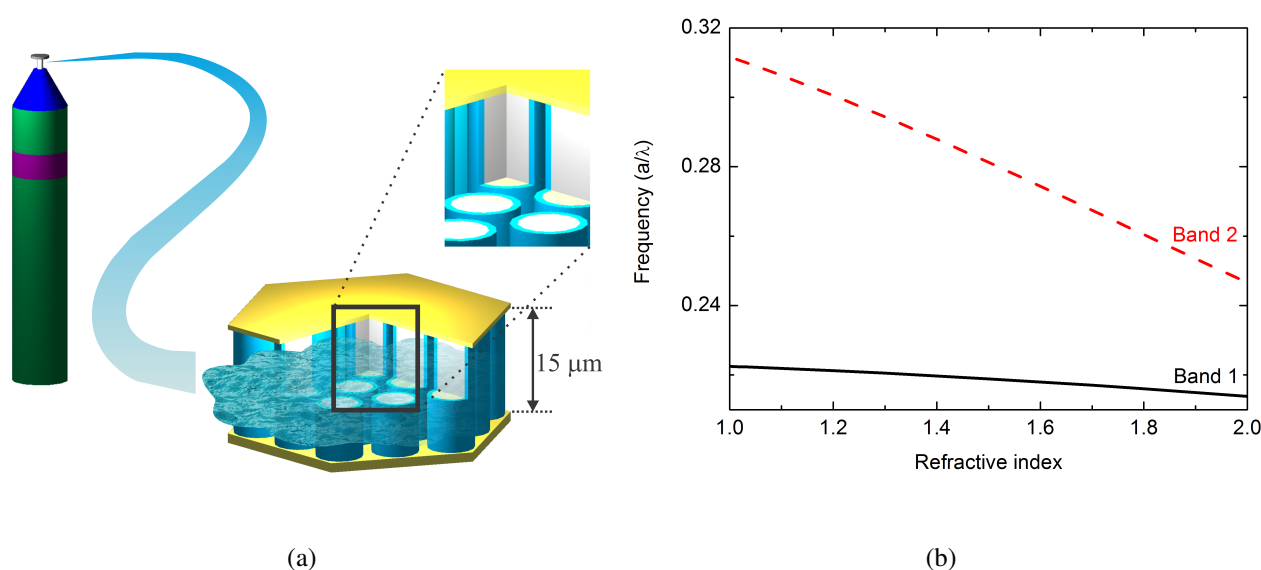 15 μm
(a)
Frequency (a/λ)
0.32
0.28
0.24
Band 2
Band 1
1.0 1.2 1.4 1.6 1.8 2.0
Refractive index
(b)